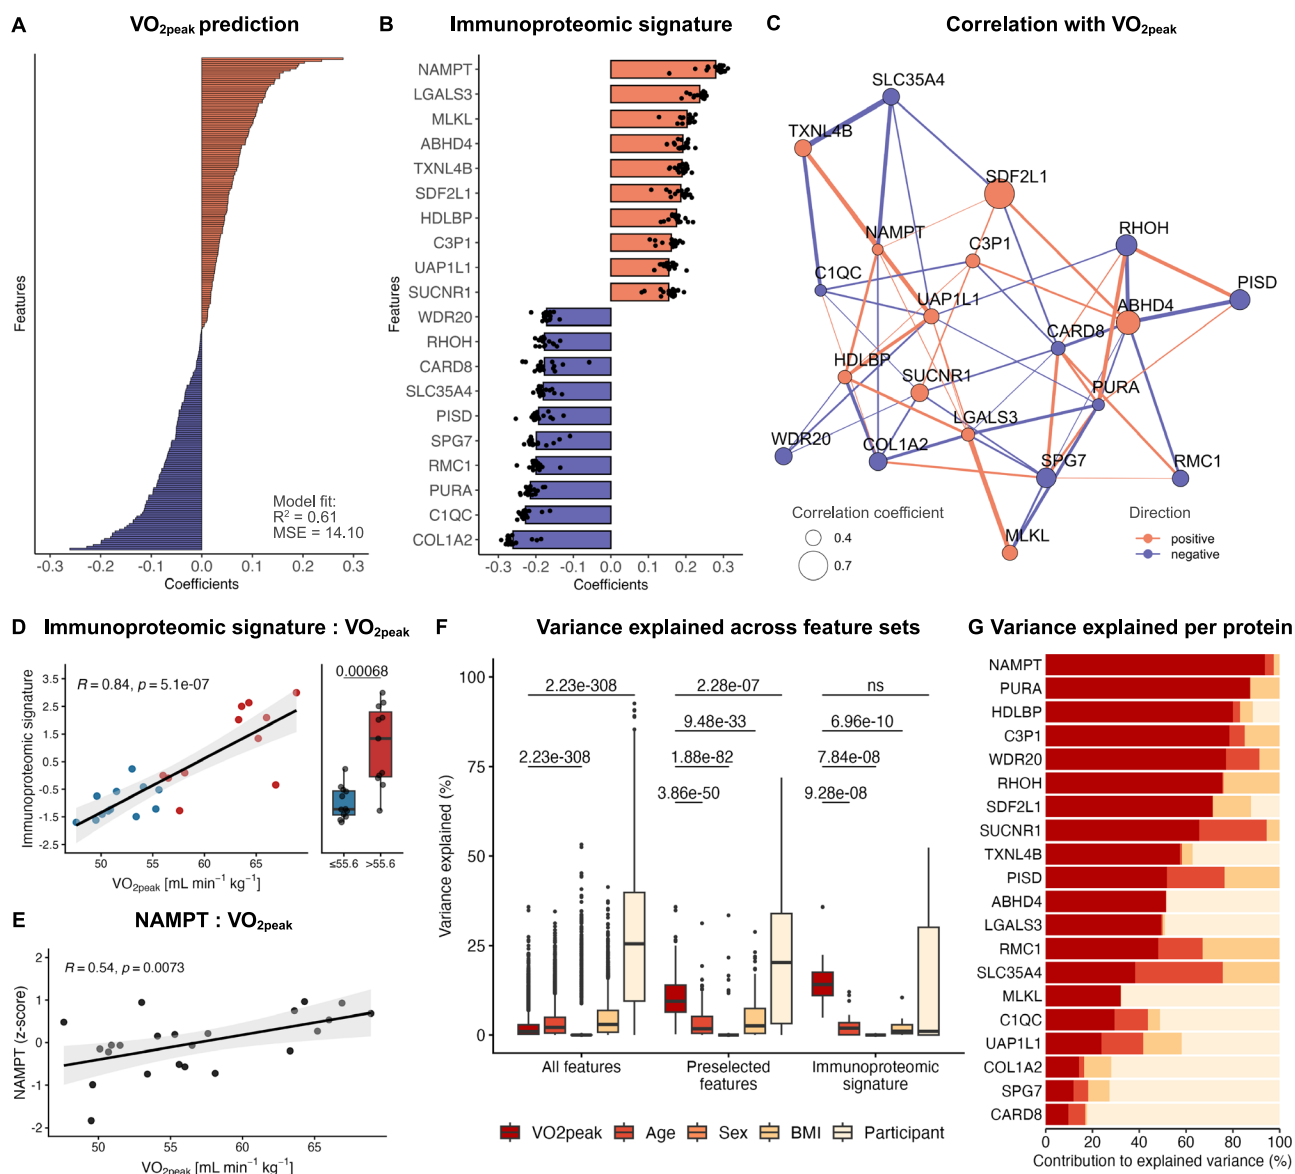 A
VO2peak prediction
Features
-0.3 -0.2 -0.1 0.0 0.1 0.2 0.3
Coefficients
Model fit:
R² = 0.61
MSE = 14.10
B
Immunoproteomic signature
Features
NAMPT
LGALS3
MLKL
ABHD4
TXNL4B
SDF2L1
HDLBP
C3P1
UAP1L1
SUCNR1
WDR20
RHOH
CARD8
SLC35A4
PISD
SPG7
RMC1
PURA
C1QC
COL1A2
-0.3 -0.2 -0.1 0.0 0.1 0.2 0.3
Coefficients
C
Correlation with VO2peak
SLC35A4
TXNL4B
SDF2L1
RHOH
NAMPT
C3P1
C1QC
PISD
UAP1L1
ABHD4
CARD8
HDLBP
SUCNR1
PURA
LGALS3
WDR20
COL1A2
SPG7
RMC1
MLKL
Correlation coefficient
0.4
0.7
Direction
positive
negative
D
Immunoproteomic signature : VO2peak
Immunoproteomic signature
3.5
2.5
1.5
0.5
-0.5
-1.5
-2.5
R = 0.84, p = 5.1e-07
50 55 60 65
VO2peak [mL min⁻¹ kg⁻¹]
0.00068
≤55.6 >55.6
E
NAMPT : VO2peak
NAMPT (z-score)
2
1
0
-1
-2
R = 0.54, p = 0.0073
50 55 60 65
VO2peak [mL min⁻¹ kg⁻¹]
F
Variance explained across feature sets
Variance explained (%)
100
75
50
25
0
2.23e-308
2.23e-308
2.28e-07
9.48e-33
1.88e-82
3.86e-50
ns
6.96e-10
7.84e-08
9.28e-08
All features
Preselected
features
Immunoproteomic
signature
VO2peak Age Sex BMI Participant
G Variance explained per protein
NAMPT
PURA
HDLBP
C3P1
WDR20
RHOH
SDF2L1
SUCNR1
TXNL4B
PISD
ABHD4
LGALS3
RMC1
SLC35A4
MLKL
C1QC
UAP1L1
COL1A2
SPG7
CARD8
0 20 40 60 80 100
Contribution to explained variance (%)